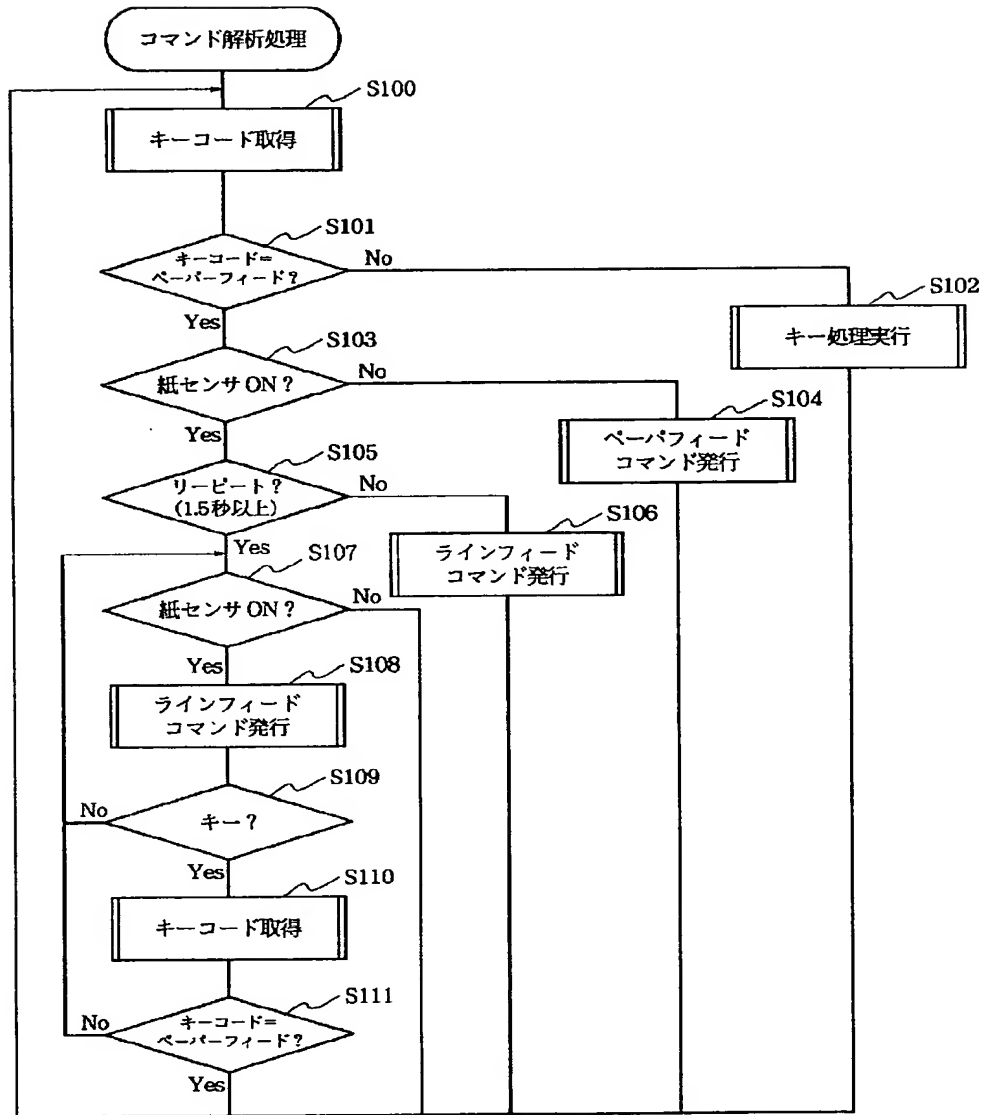 コマンド解析処理
S100
キーコード取得
S101
キーコード=
ペーパーフィード?
No
Yes
S102
キー処理実行
S103
紙センサON?
No
Yes
S104
ペーパフィード
コマンド発行
S105
リーピート?
(1.5秒以上)
No
Yes
S106
ラインフィード
コマンド発行
S107
紙センサON?
No
Yes
S108
ラインフィード
コマンド発行
S109
キー?
No
Yes
S110
キーコード取得
S111
キーコード=
ペーパーフィード?
No
Yes